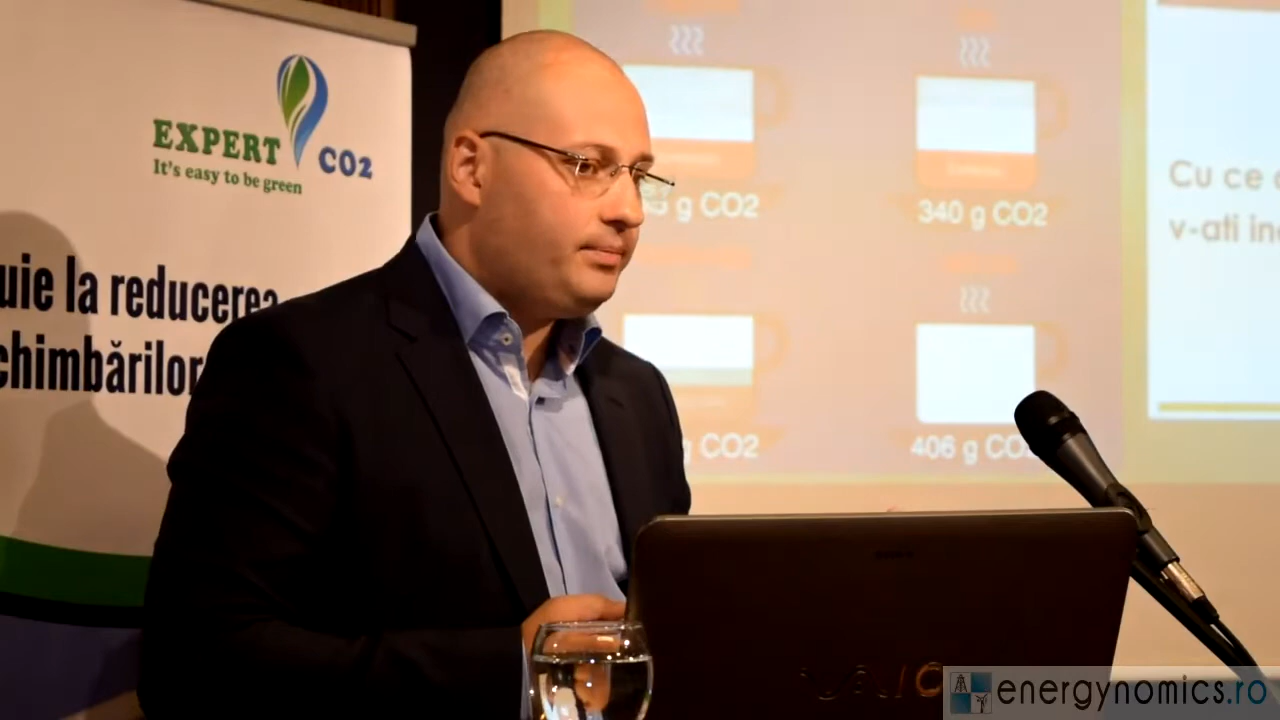 EXPERT CO2
It's easy to be green
uie la reducerea
chimbărilor
g CO2
340 g CO2
g CO2
406 g CO2
Cu ce
v-ati in
VAIO
energynomics.ro